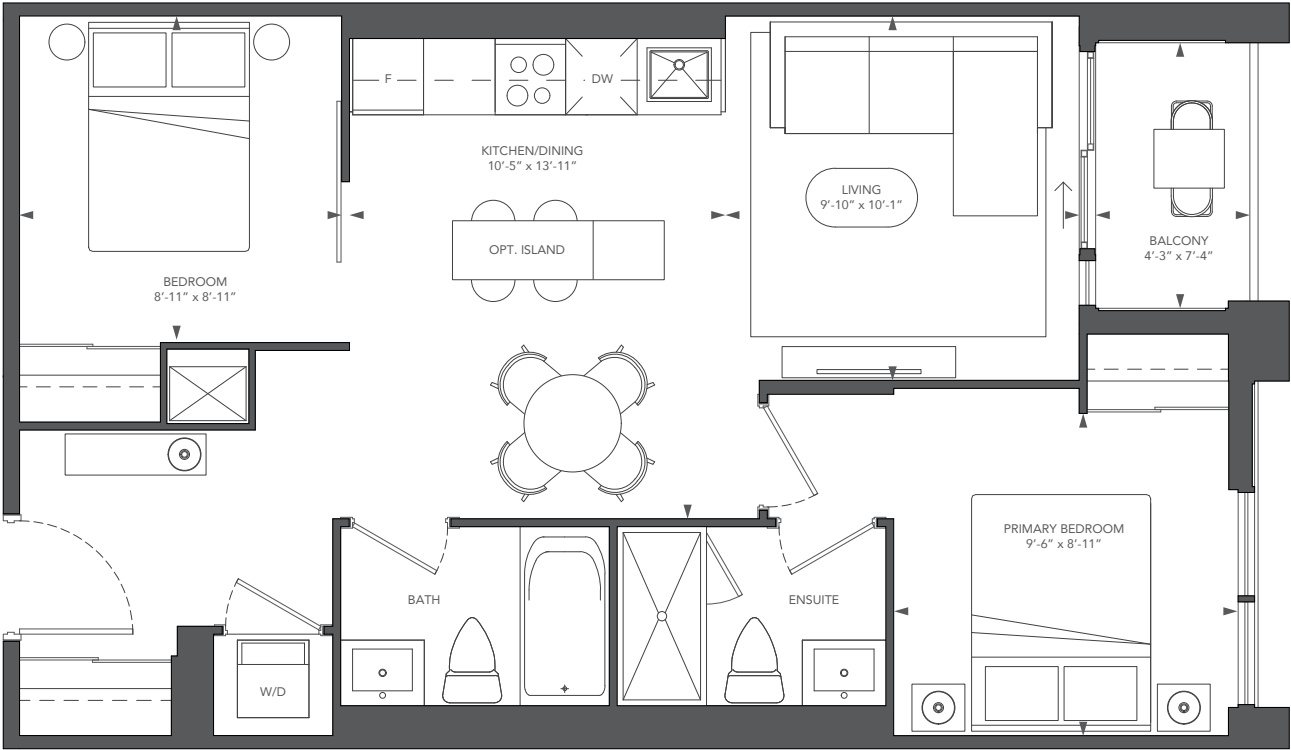 F
DW
KITCHEN/DINING
10'-5" x 13'-11"
LIVING
9'-10" x 10'-1"
BALCONY
4'-3" x 7'-4"
OPT. ISLAND
BEDROOM
8'-11" x 8'-11"
PRIMARY BEDROOM
9'-6" x 8'-11"
BATH
ENSUITE
W/D